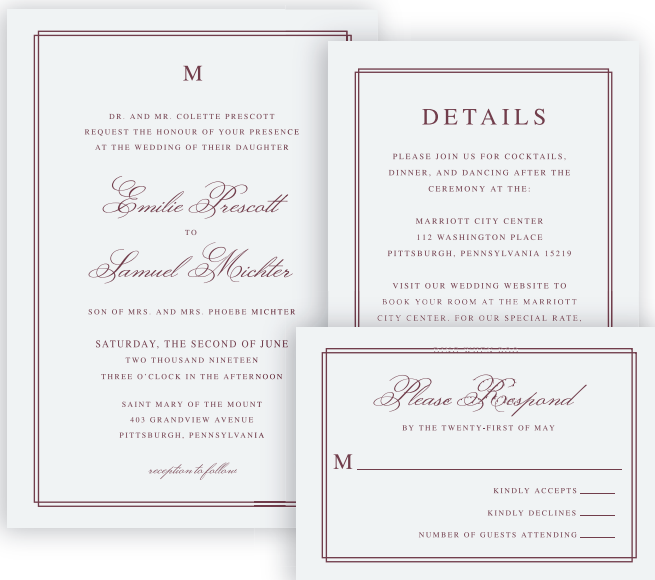 M
DR. AND MR. COLETTE PRESCOTT
REQUEST THE HONOUR OF YOUR PRESENCE
AT THE WEDDING OF THEIR DAUGHTER
Emilie Prescott
TO
Samuel Michter
SON OF MRS. AND MRS. PHOEBE MICHTER
SATURDAY, THE SECOND OF JUNE
TWO THOUSAND NINETEEN
THREE O'CLOCK IN THE AFTERNOON
SAINT MARY OF THE MOUNT
403 GRANDVIEW AVENUE
PITTSBURGH, PENNSYLVANIA
reception to follow
DETAILS
PLEASE JOIN US FOR COCKTAILS,
DINNER, AND DANCING AFTER THE
CEREMONY AT THE:
MARRIOTT CITY CENTER
112 WASHINGTON PLACE
PITTSBURGH, PENNSYLVANIA 15219
VISIT OUR WEDDING WEBSITE TO
BOOK YOUR ROOM AT THE MARRIOTT
CITY CENTER. FOR OUR SPECIAL RATE,
Please Respond
BY THE TWENTY-FIRST OF MAY
M
KINDLY ACCEPTS
KINDLY DECLINES
NUMBER OF GUESTS ATTENDING